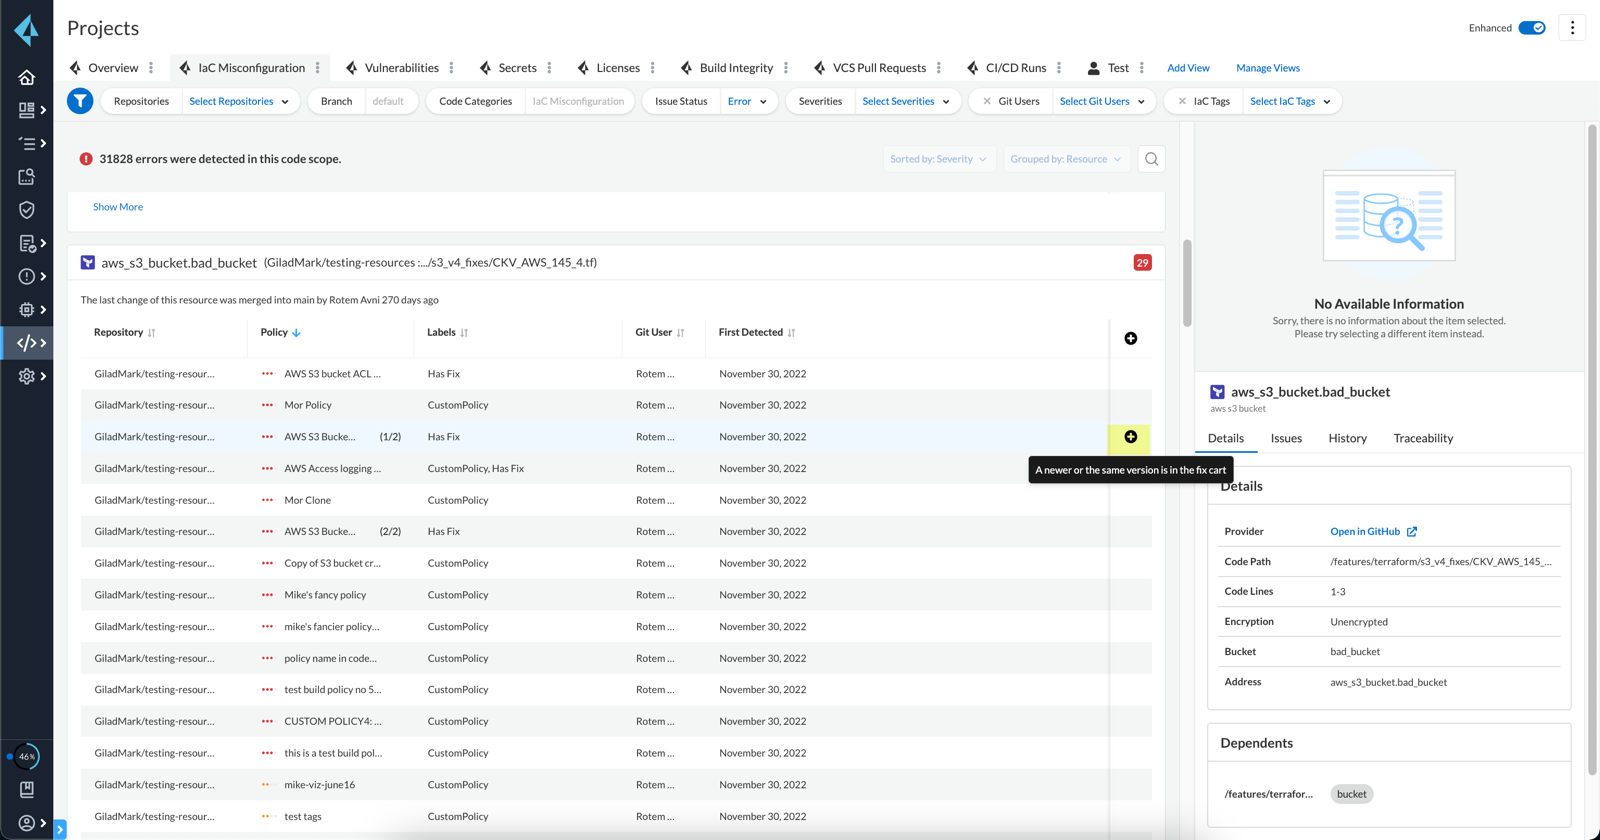 Projects
Enhanced
Overview
IaC Misconfiguration
Vulnerabilities
Secrets
Licenses
Build Integrity
VCS Pull Requests
CI/CD Runs
Test
Add View
Manage Views
Repositories Select Repositories
Branch default
Code Categories IaC Misconfiguration
Issue Status Error
Severities Select Severities
Git Users Select Git Users
IaC Tags Select IaC Tags
31828 errors were detected in this code scope.
Sorted by: Severity
Grouped by: Resource
Show More
aws_s3_bucket.bad_bucket (GiladMark/testing-resources :.../s3_v4_fixes/CKV_AWS_145_4.tf)
29
The last change of this resource was merged into main by Rotem Avni 270 days ago
Repository Policy Labels Git User First Detected
GiladMark/testing-resour... AWS S3 bucket ACL ... Has Fix Rotem ... November 30, 2022
GiladMark/testing-resour... Mor Policy CustomPolicy Rotem ... November 30, 2022
GiladMark/testing-resour... AWS S3 Bucke... (1/2) Has Fix Rotem ... November 30, 2022
GiladMark/testing-resour... AWS Access logging ... CustomPolicy, Has Fix Rotem ... November 30, 2022
GiladMark/testing-resour... Mor Clone CustomPolicy Rotem ... November 30, 2022
GiladMark/testing-resour... AWS S3 Bucke... (2/2) Has Fix Rotem ... November 30, 2022
GiladMark/testing-resour... Copy of S3 bucket cr... CustomPolicy Rotem ... November 30, 2022
GiladMark/testing-resour... Mike's fancy policy CustomPolicy Rotem ... November 30, 2022
GiladMark/testing-resour... mike's fancier policy... CustomPolicy Rotem ... November 30, 2022
GiladMark/testing-resour... policy name in code... CustomPolicy Rotem ... November 30, 2022
GiladMark/testing-resour... test build policy no 5... CustomPolicy Rotem ... November 30, 2022
GiladMark/testing-resour... CUSTOM POLICY4: ... CustomPolicy Rotem ... November 30, 2022
GiladMark/testing-resour... this is a test build pol... CustomPolicy Rotem ... November 30, 2022
GiladMark/testing-resour... mike-viz-june16 CustomPolicy Rotem ... November 30, 2022
GiladMark/testing-resour... test tags CustomPolicy Rotem ... November 30, 2022
A newer or the same version is in the fix cart
46%
?
No Available Information
Sorry, there is no information about the item selected.
Please try selecting a different item instead.
aws_s3_bucket.bad_bucket
aws s3 bucket
Details Issues History Traceability
Details
Provider Open in GitHub
Code Path /features/terraform/s3_v4_fixes/CKV_AWS_145_...
Code Lines 1-3
Encryption Unencrypted
Bucket bad_bucket
Address aws_s3_bucket.bad_bucket
Dependents
/features/terrafor... bucket